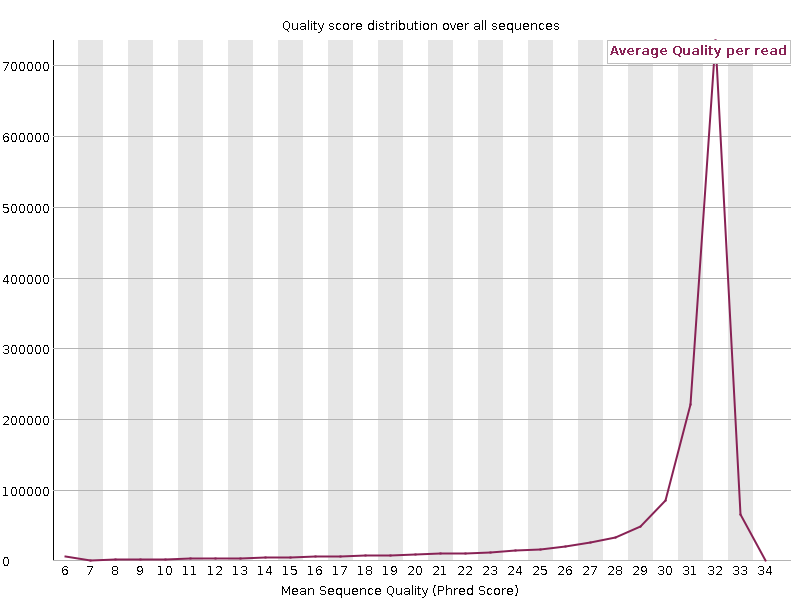 Quality score distribution over all sequences
Average Quality per read
700000
600000
500000
400000
300000
200000
100000
0
6 7 8 9 10 11 12 13 14 15 16 17 18 19 20 21 22 23 24 25 26 27 28 29 30 31 32 33 34
Mean Sequence Quality (Phred Score)